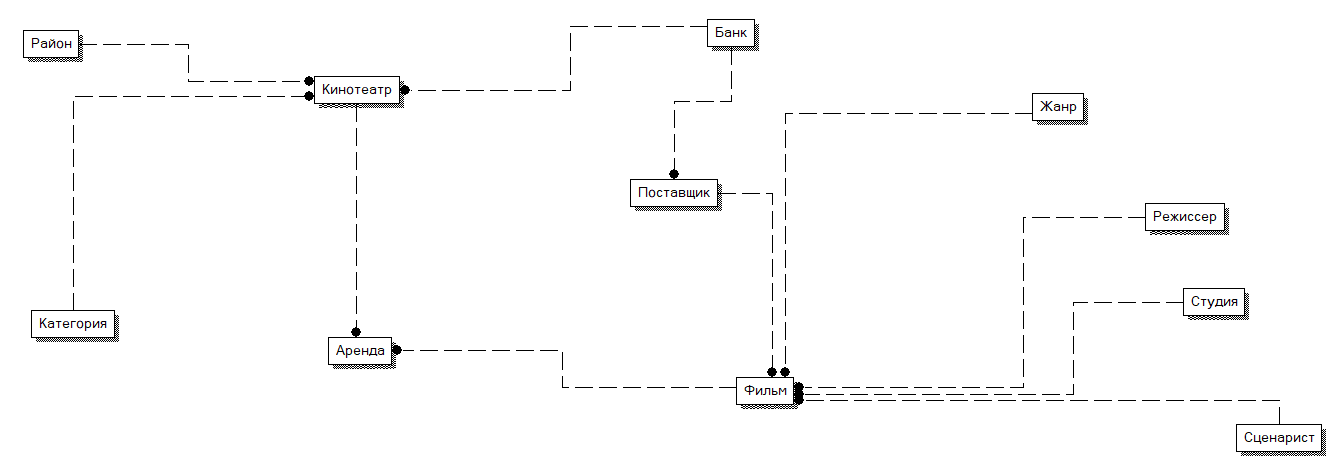 Район
Банк
Кинотеатр
Жанр
Поставщик
Режиссер
Студия
Категория
Аренда
Фильм
Сценарист